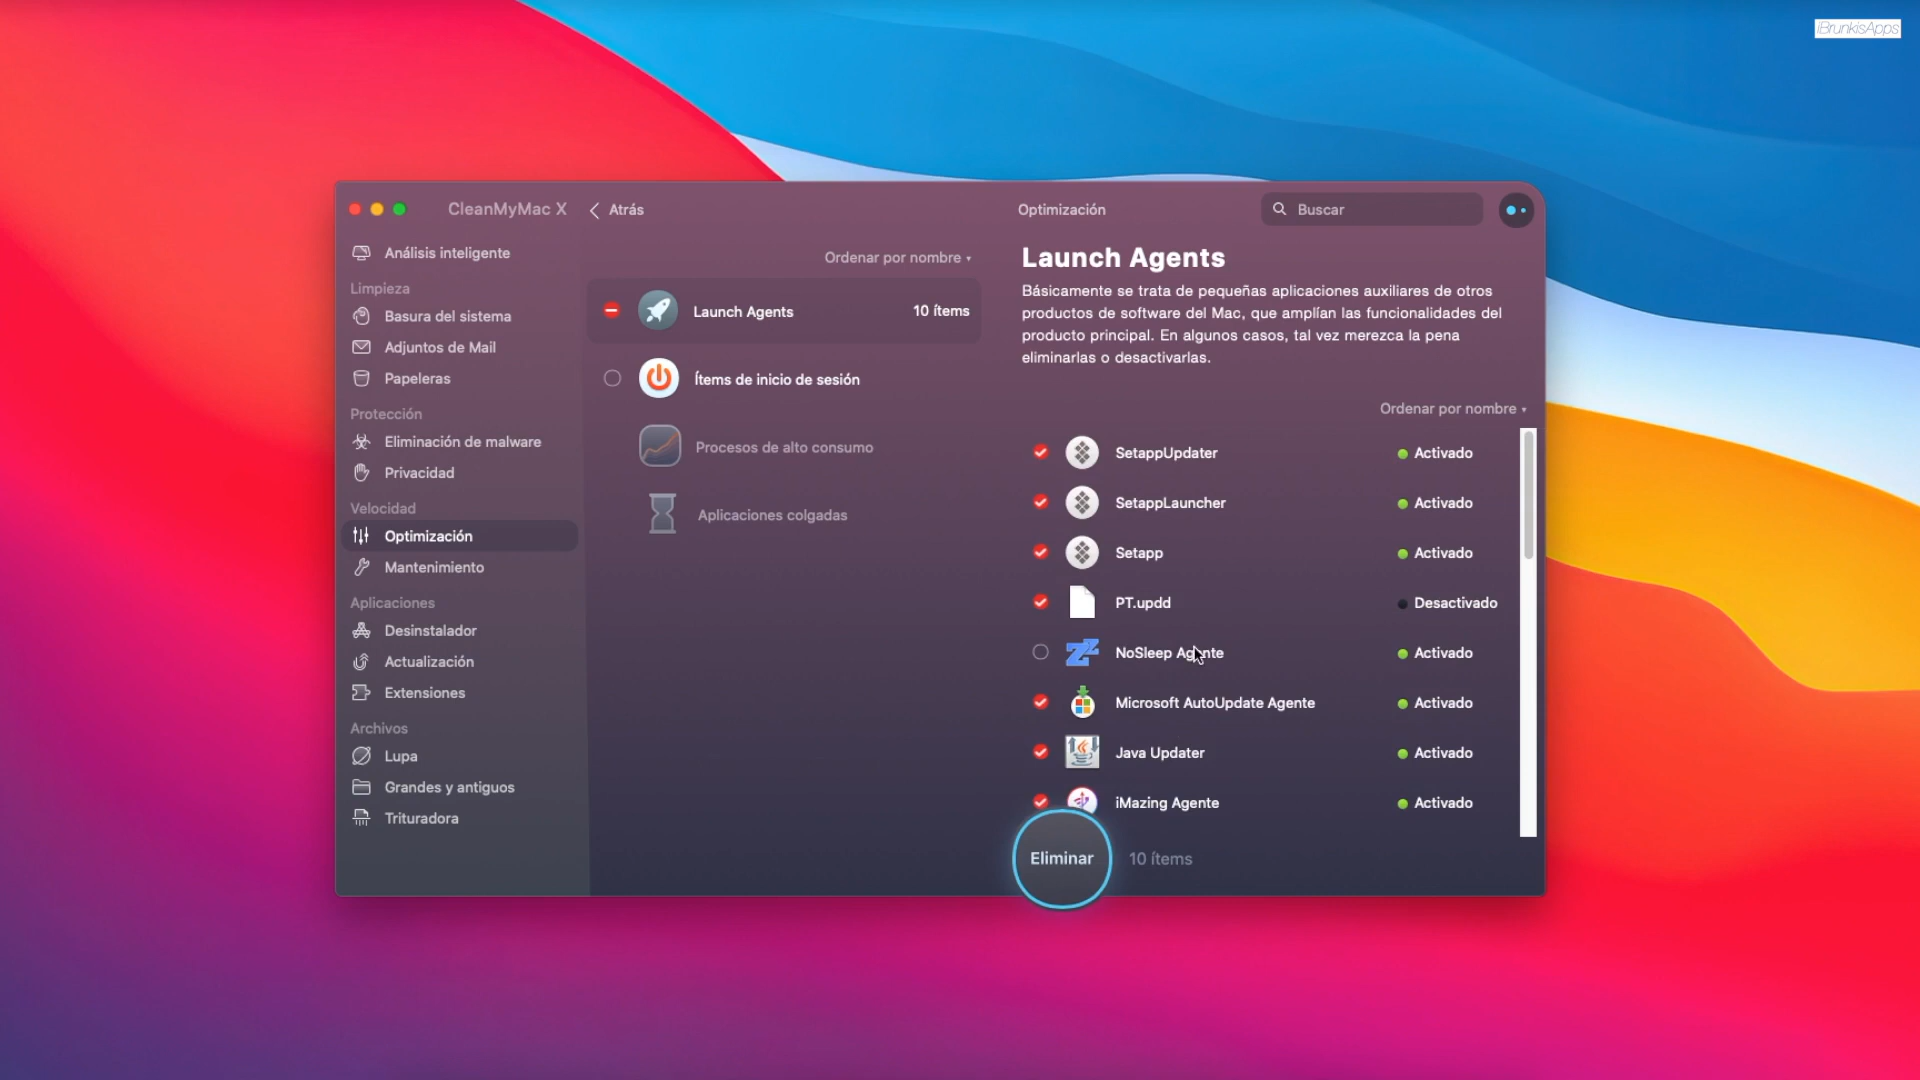 iBrunkisApps
CleanMyMac X
Atrás
Optimización
Buscar
Análisis inteligente
Limpieza
Basura del sistema
Adjuntos de Mail
Papeleras
Protección
Eliminación de malware
Privacidad
Velocidad
Optimización
Mantenimiento
Aplicaciones
Desinstalador
Actualización
Extensiones
Archivos
Lupa
Grandes y antiguos
Trituradora
Ordenar por nombre
Launch Agents 10 ítems
Ítems de inicio de sesión
Procesos de alto consumo
Aplicaciones colgadas
Launch Agents
Básicamente se trata de pequeñas aplicaciones auxiliares de otros
productos de software del Mac, que amplían las funcionalidades del
producto principal. En algunos casos, tal vez merezca la pena
eliminarlas o desactivarlas.
Ordenar por nombre
SetappUpdater Activado
SetappLauncher Activado
Setapp Activado
PT.updd Desactivado
NoSleep Agente Activado
Microsoft AutoUpdate Agente Activado
Java Updater Activado
iMazing Agente Activado
Eliminar 10 ítems